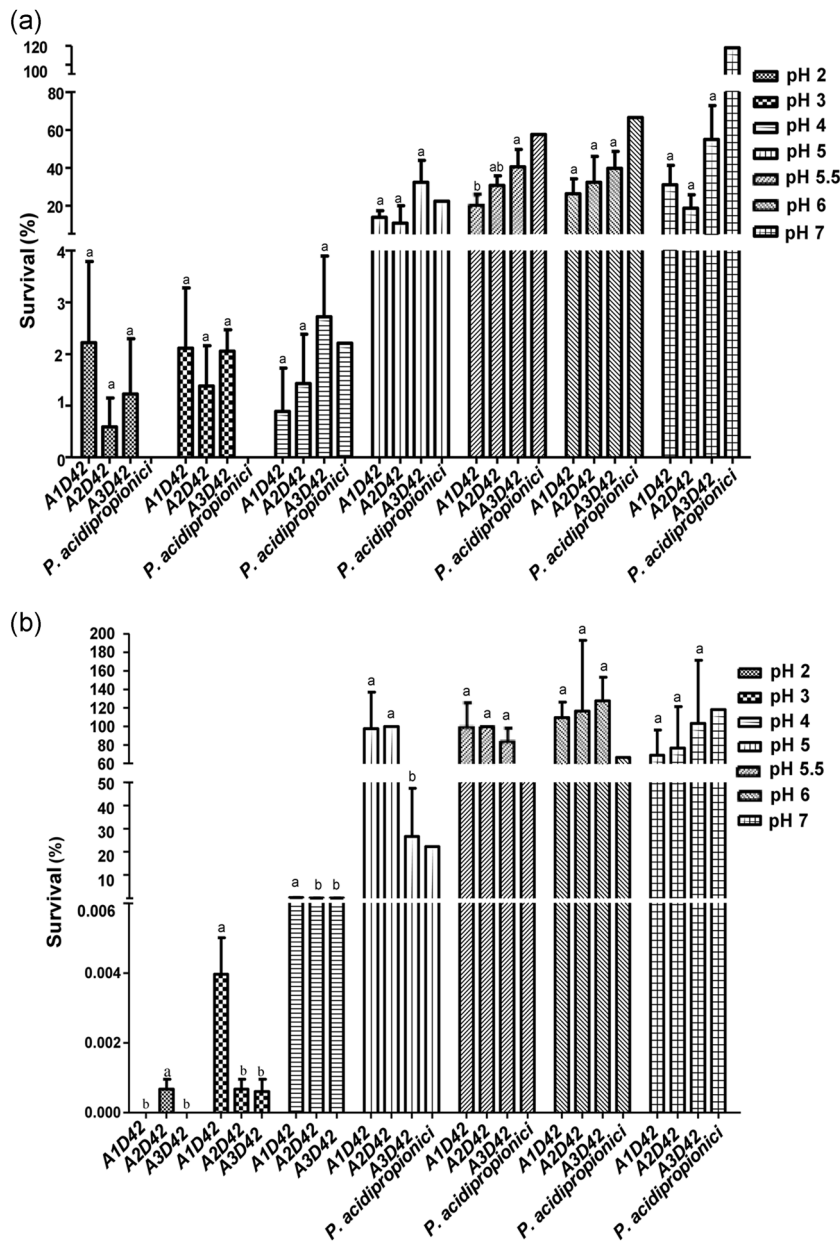 (a)
Survival (%)
120
100
80
60
40
20
4
3
2
1
0
a a a a a a a a a a a a b ab a a a a a a a
A1D42 A2D42 A3D42 P. acidipropionici'
A1D42 A2D42 A3D42 P. acidipropionici
A1D42 A2D42 A3D42 P. acidipropionici
A1D42 A2D42 A3D42 P. acidipropionici
A1D42 A2D42 A3D42 P. acidipropionici
A1D42 A2D42 A3D42 P. acidipropionici
A1D42 A2D42 A3D42 P. acidipropionici
pH 2
pH 3
pH 4
pH 5
pH 5.5
pH 6
pH 7
(b)
Survival (%)
200
180
160
140
120
100
80
60
50
40
30
20
10
0.006
0.004
0.002
0.000
b a b a b b a b b a a b a a a a a a a a a
A1D42 A2D42 A3D42
A1D42 A2D42 A3D42
A1D42 A2D42 A3D42
A1D42 A2D42 A3D42 P. acidipropionici
A1D42 A2D42 A3D42 P. acidipropionici
A1D42 A2D42 A3D42 P. acidipropionici
A1D42 A2D42 A3D42 P. acidipropionici
pH 2
pH 3
pH 4
pH 5
pH 5.5
pH 6
pH 7